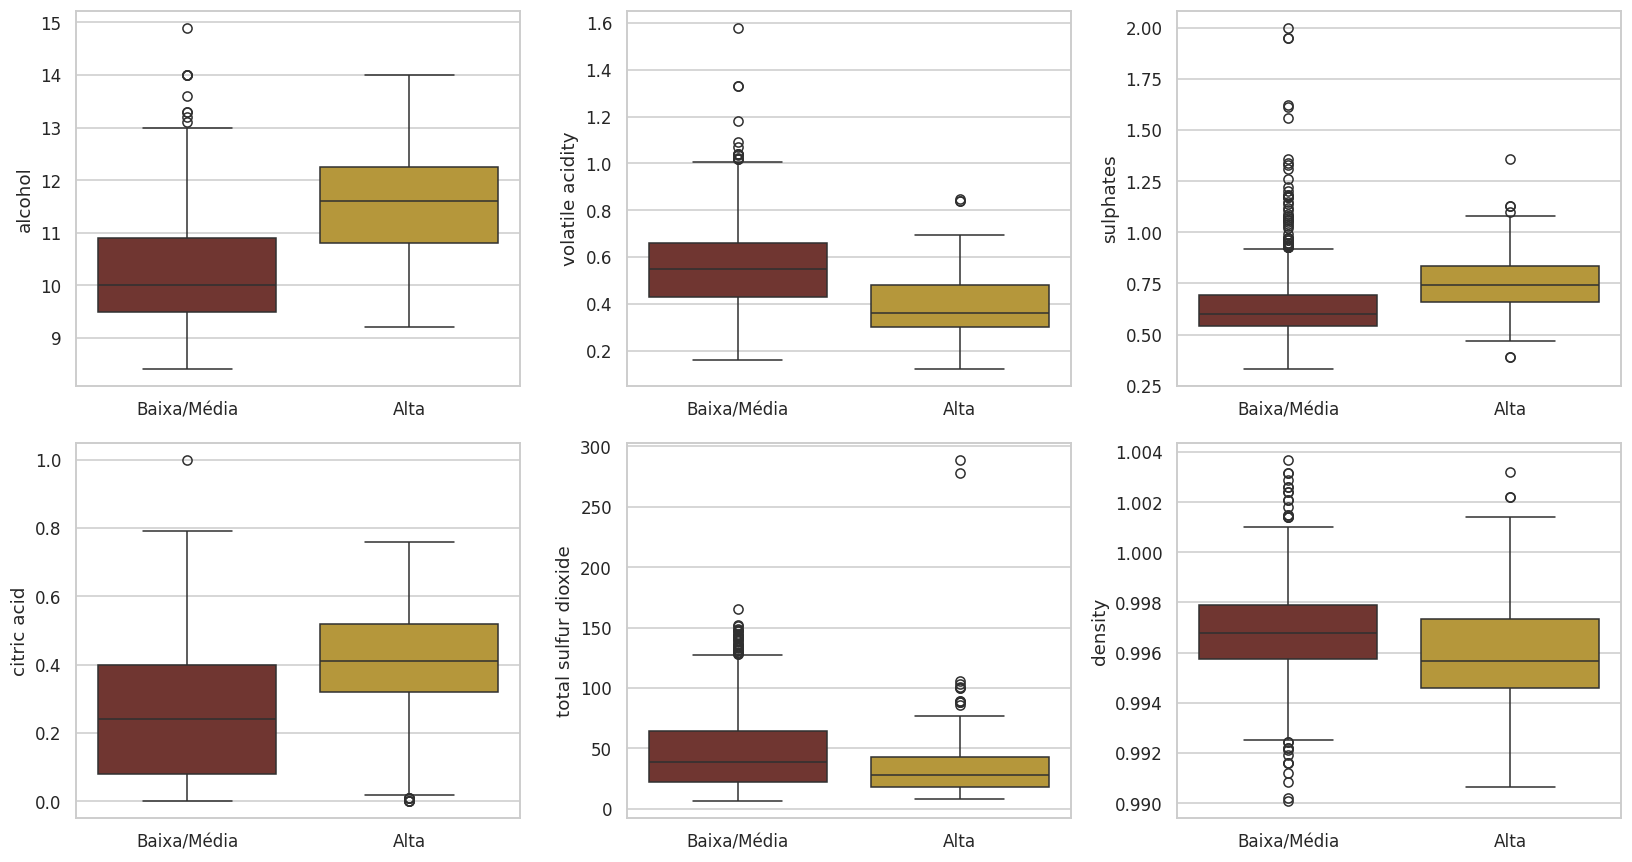 alcohol
15
14
13
12
11
10
9
Baixa/Média
Alta
volatile acidity
1.6
1.4
1.2
1.0
0.8
0.6
0.4
0.2
Baixa/Média
Alta
sulphates
2.00
1.75
1.50
1.25
1.00
0.75
0.50
0.25
Baixa/Média
Alta
citric acid
1.0
0.8
0.6
0.4
0.2
0.0
Baixa/Média
Alta
total sulfur dioxide
300
250
200
150
100
50
0
Baixa/Média
Alta
density
1.004
1.002
1.000
0.998
0.996
0.994
0.992
0.990
Baixa/Média
Alta